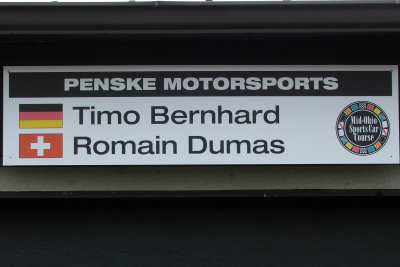 PENSKE MOTORSPORTS
Timo Bernhard
Romain Dumas
Mid-Ohio
Sports Car
Course